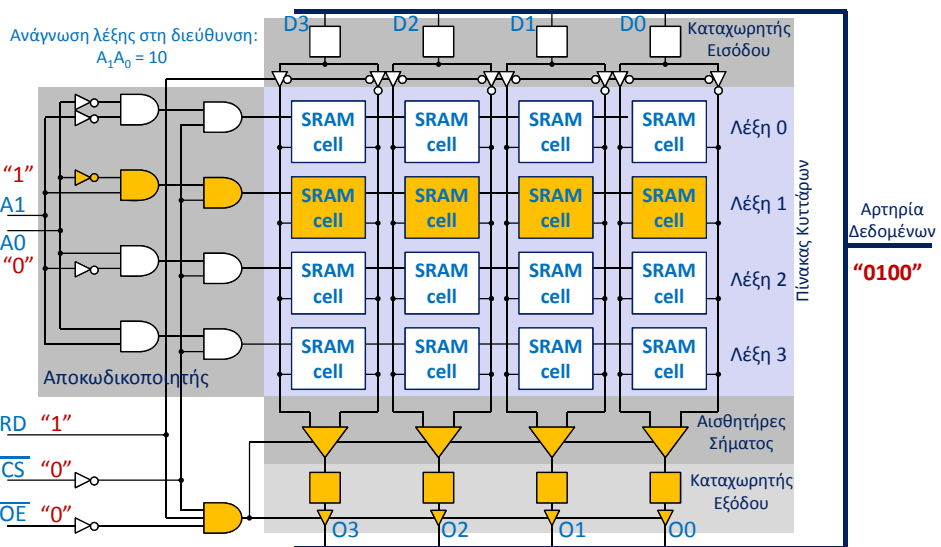 D3
D2
D1
D0
Καταχωρητής
Εισόδου
Ανάγνωση λέξης στη διεύθυνση:
A1A0 = 10
SRAM cell
SRAM cell
SRAM cell
SRAM cell
Λέξη 0
“1”
A1
A0
“0”
SRAM cell
SRAM cell
SRAM cell
SRAM cell
Λέξη 1
SRAM cell
SRAM cell
SRAM cell
SRAM cell
Λέξη 2
SRAM cell
SRAM cell
SRAM cell
SRAM cell
Λέξη 3
Πίνακας Κυττάρων
Αρτηρία
Δεδομένων
“0100”
Αποκωδικοποιητής
RD “1”
Αισθητήρες
Σήματος
CS “0”
Καταχωρητής
Εξόδου
OE “0”
O3
O2
O1
O0